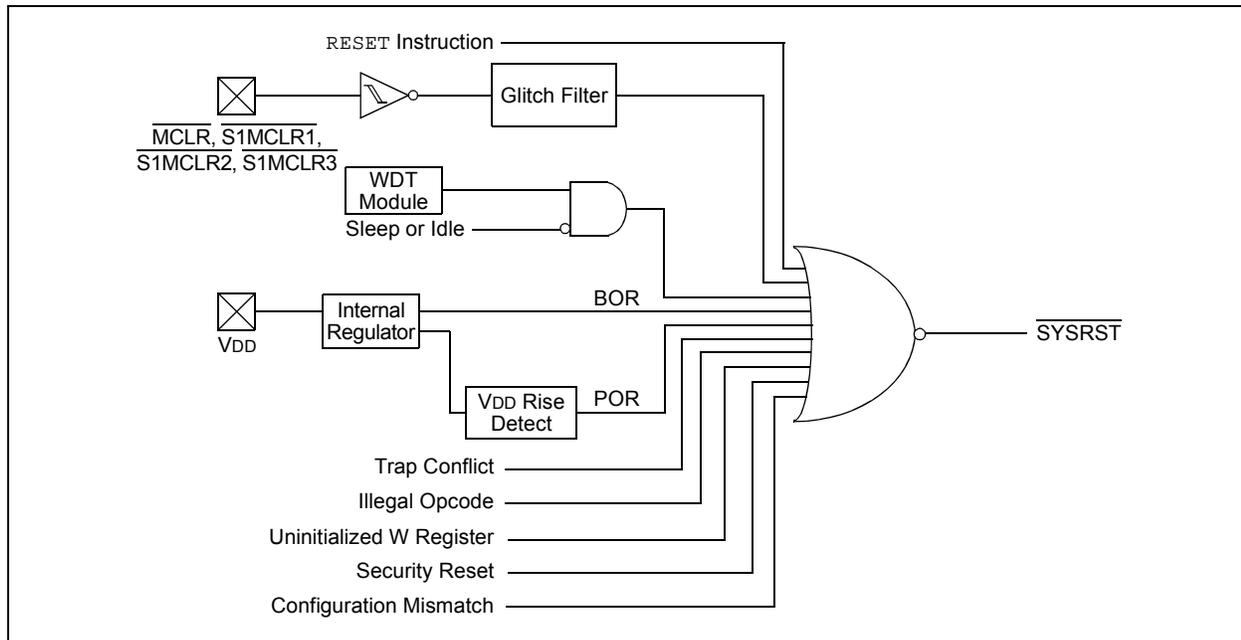 RESET Instruction
Glitch Filter
MCLR, S1MCLR1,
S1MCLR2, S1MCLR3
WDT
Module
Sleep or Idle
BOR
Internal
Regulator
VDD
SYSRST
VDD Rise
Detect
POR
Trap Conflict
Illegal Opcode
Uninitialized W Register
Security Reset
Configuration Mismatch